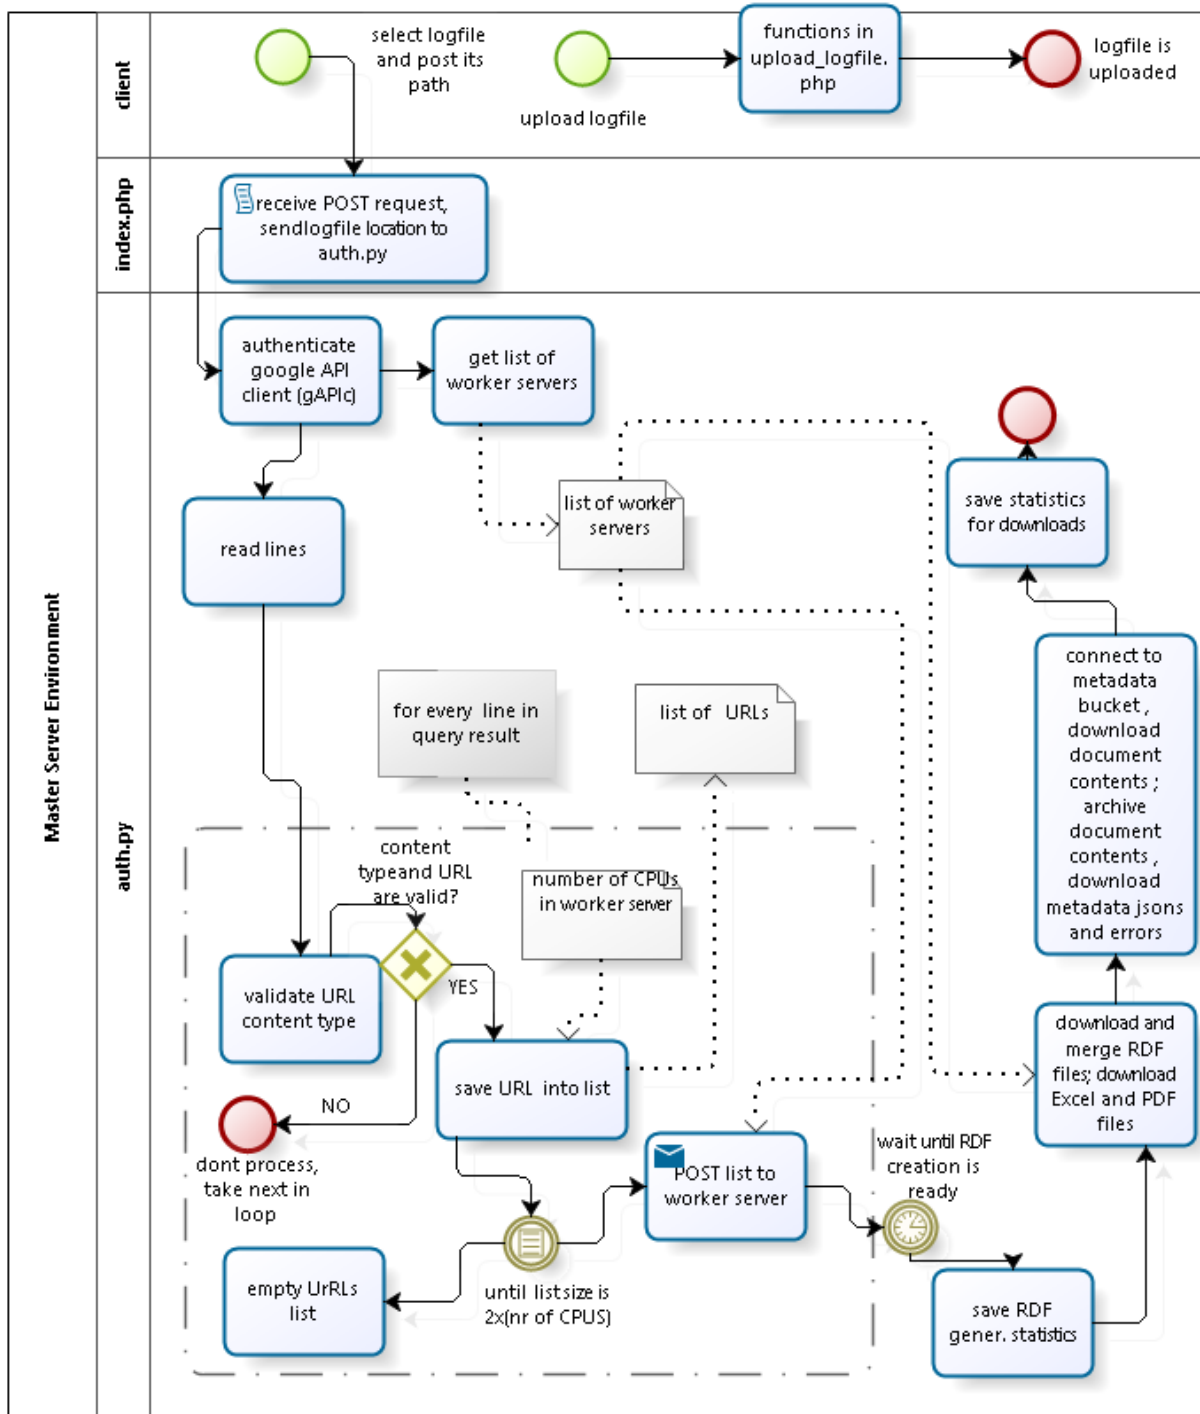 Master Server Environment
client
select logfile
and post its
path
upload logfile
functions in
upload_logfile.
php
logfile is
uploaded
index.php
receive POST request,
sendlogfile location to
auth.py
auth.py
authenticate
google API
client (gAPIc)
get list of
worker servers
list of worker
servers
read lines
save statistics
for downloads
for every line in
query result
list of URLs
connect to
metadata
bucket ,
download
document
contents ;
archive
document
contents ,
download
metadata jsons
and errors
content
typeand URL
are valid?
number of CPUs
in worker server
YES
validate URL
content type
save URL into list
NO
dont process,
take next in
loop
download and
merge RDF
files; download
Excel and PDF
files
POST list to
worker server
wait until RDF
creation is
ready
empty UrRLs
list
until listsize is
2x(nr of CPUS)
save RDF
gener. statistics